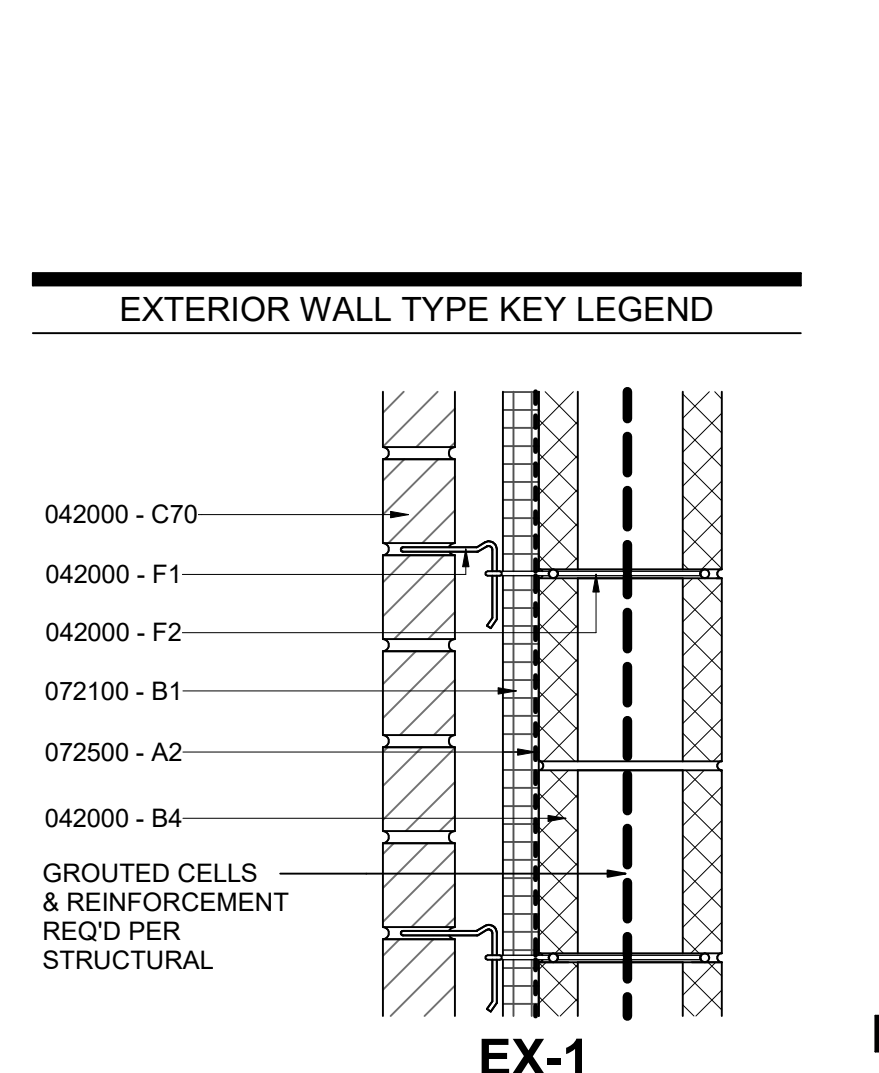 EXTERIOR WALL TYPE KEY LEGEND
042000 - C70
042000 - F1
042000 - F2
072100 - B1
072500 - A2
042000 - B4
GROUTED CELLS
& REINFORCEMENT
REQ'D PER
STRUCTURAL
EX-1